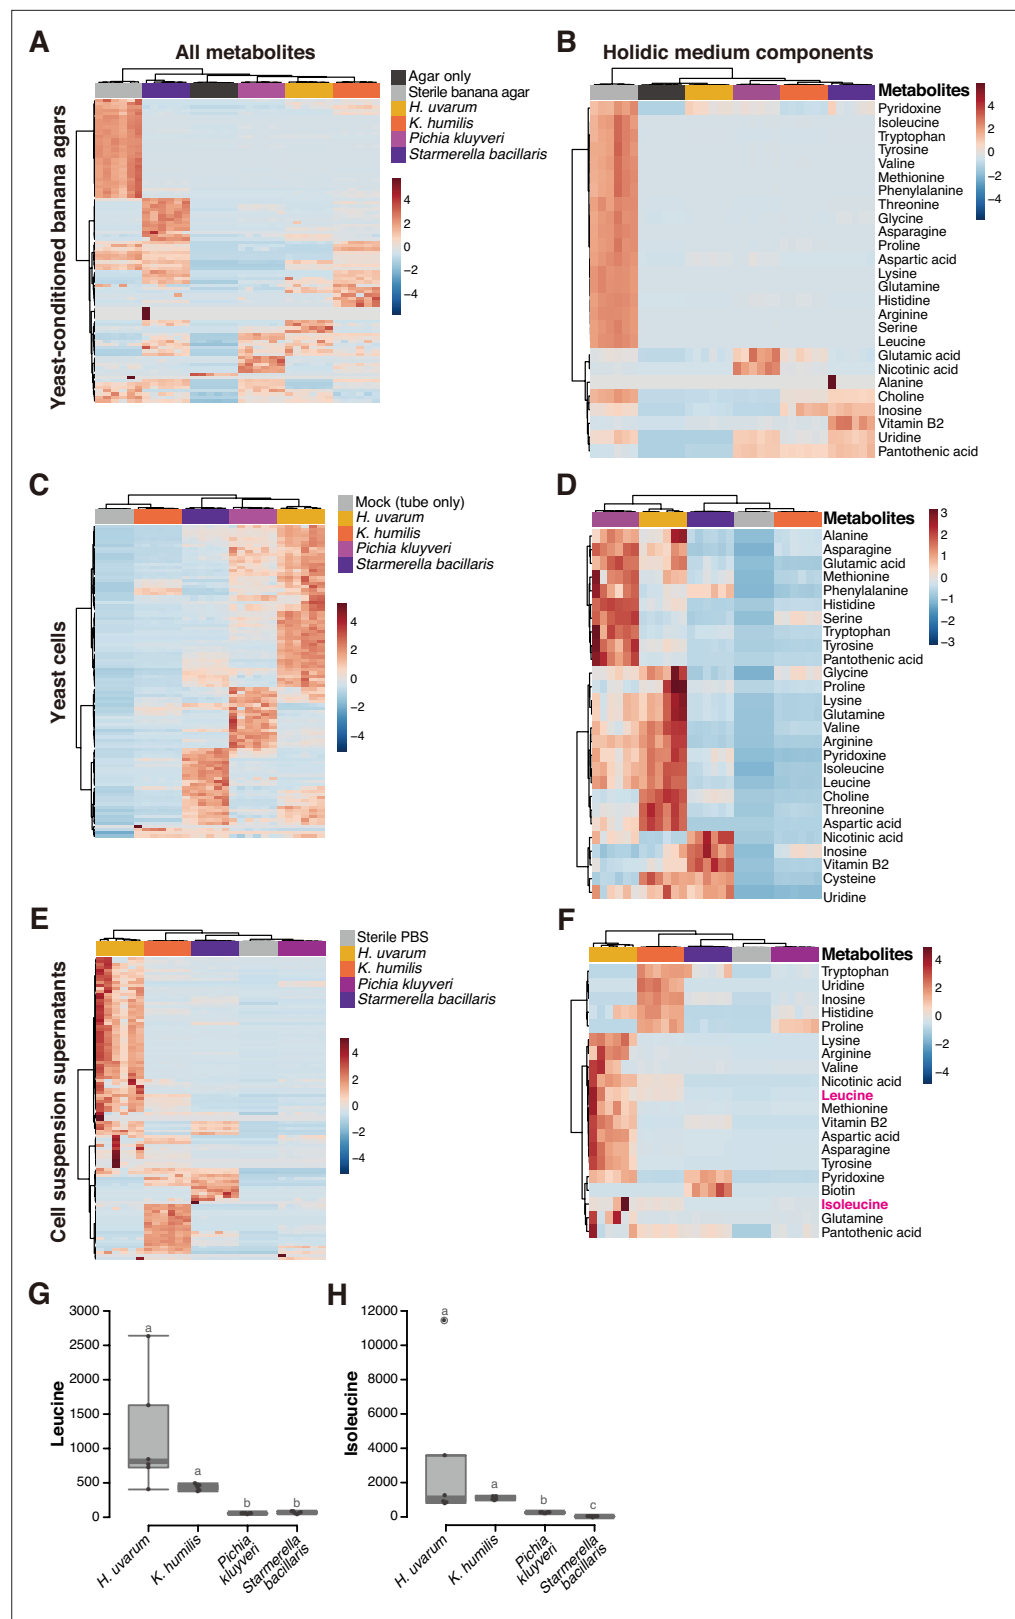 A
All metabolites
Agar only
Sterile banana agar
H. uvarum
K. humilis
Pichia kluyveri
Starmerella bacillaris
4
2
0
−2
−4
Yeast-conditioned banana agars
B
Holidic medium components
Metabolites
Pyridoxine
Isoleucine
Tryptophan
Tyrosine
Valine
Methionine
Phenylalanine
Threonine
Glycine
Asparagine
Proline
Aspartic acid
Lysine
Glutamine
Histidine
Arginine
Serine
Leucine
Glutamic acid
Nicotinic acid
Alanine
Choline
Inosine
Vitamin B2
Uridine
Pantothenic acid
4
2
0
−2
−4
C
Mock (tube only)
H. uvarum
K. humilis
Pichia kluyveri
Starmerella bacillaris
4
2
0
−2
−4
Yeast cells
D
Metabolites
Alanine
Asparagine
Glutamic acid
Methionine
Phenylalanine
Histidine
Serine
Tryptophan
Tyrosine
Pantothenic acid
Glycine
Proline
Lysine
Glutamine
Valine
Arginine
Pyridoxine
Isoleucine
Leucine
Choline
Threonine
Aspartic acid
Nicotinic acid
Inosine
Vitamin B2
Cysteine
Uridine
3
2
1
0
−1
−2
−3
E
Sterile PBS
H. uvarum
K. humilis
Pichia kluyveri
Starmerella bacillaris
4
2
0
−2
−4
Cell suspension supernatants
F
Metabolites
Tryptophan
Uridine
Inosine
Histidine
Proline
Lysine
Arginine
Valine
Nicotinic acid
Leucine
Methionine
Vitamin B2
Aspartic acid
Asparagine
Tyrosine
Pyridoxine
Biotin
Isoleucine
Glutamine
Pantothenic acid
4
2
0
−2
−4
G
Leucine
3000
2500
2000
1500
1000
500
0
a
a
b
b
H. uvarum
K. humilis
Pichia
kluyveri
Starmerella
bacillaris
H
Isoleucine
12000
10000
8000
6000
4000
2000
0
a
a
b
c
H. uvarum
K. humilis
Pichia
kluyveri
Starmerella
bacillaris